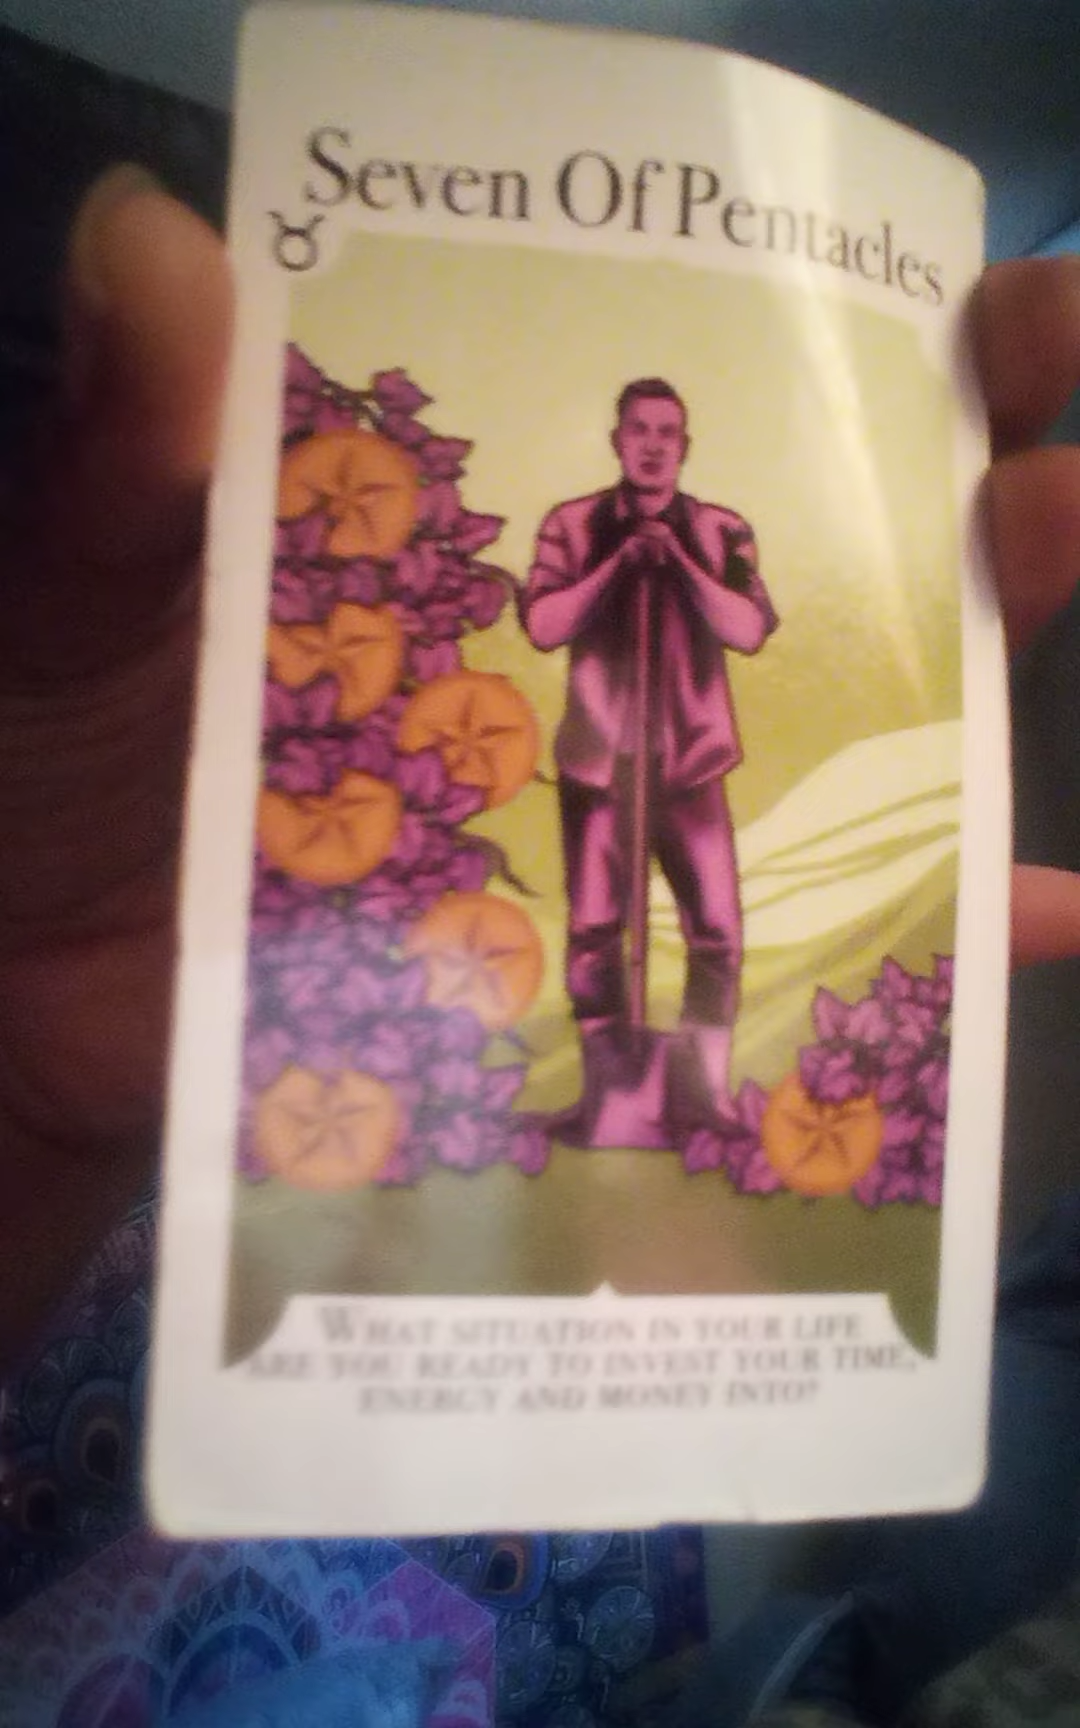 Seven Of Pentacles
♉
WHAT SITUATION IN YOUR LIFE
ARE YOU READY TO INVEST YOUR TIME,
ENERGY AND MONEY INTO?